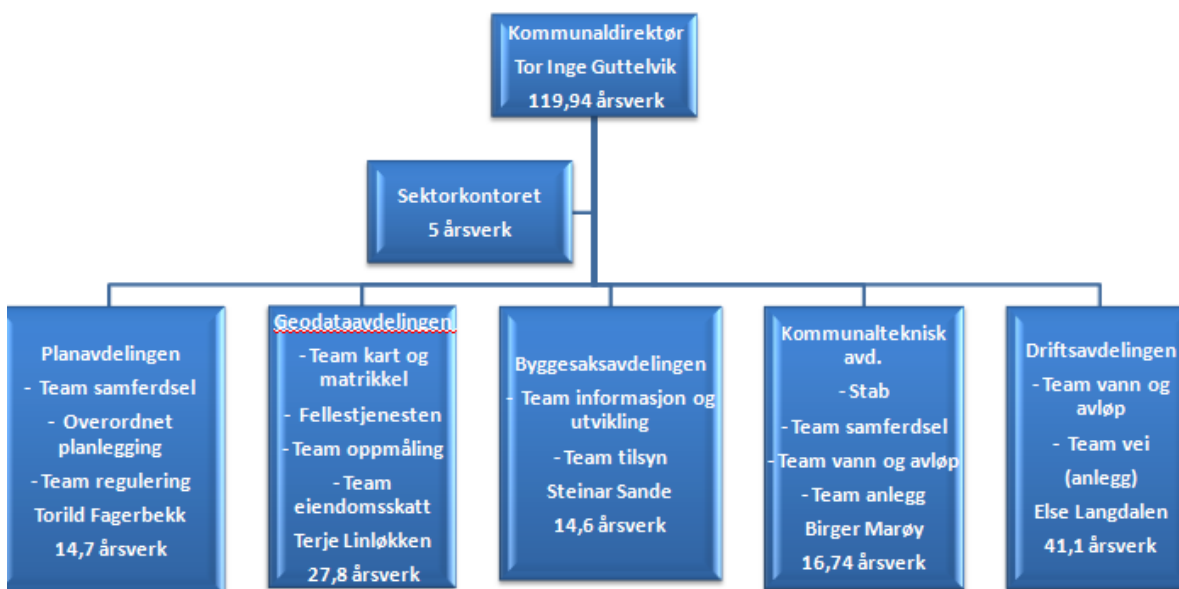 Kommunaldirektør
Tor Inge Guttelvik
119,94 årsverk
Sektorkontoret
5 årsverk
Planavdelingen
- Team samferdsel
- Overordnet
planlegging
- Team regulering
Torild Fagerbekk
14,7 årsverk
Geodataavdelingen
- Team kart og
matrikkel
- Fellestjenesten
- Team oppmåling
- Team
eiendomsskatt
Terje Linløkken
27,8 årsverk
Byggesaksavdelingen
- Team informasjon og
utvikling
- Team tilsyn
Steinar Sande
14,6 årsverk
Kommunalteknisk
avd.
- Stab
- Team samferdsel
- Team vann og avløp
- Team anlegg
Birger Marøy
16,74 årsverk
Driftsavdelingen
- Team vann og
avløp
- Team vei
(anlegg)
Else Langdalen
41,1 årsverk